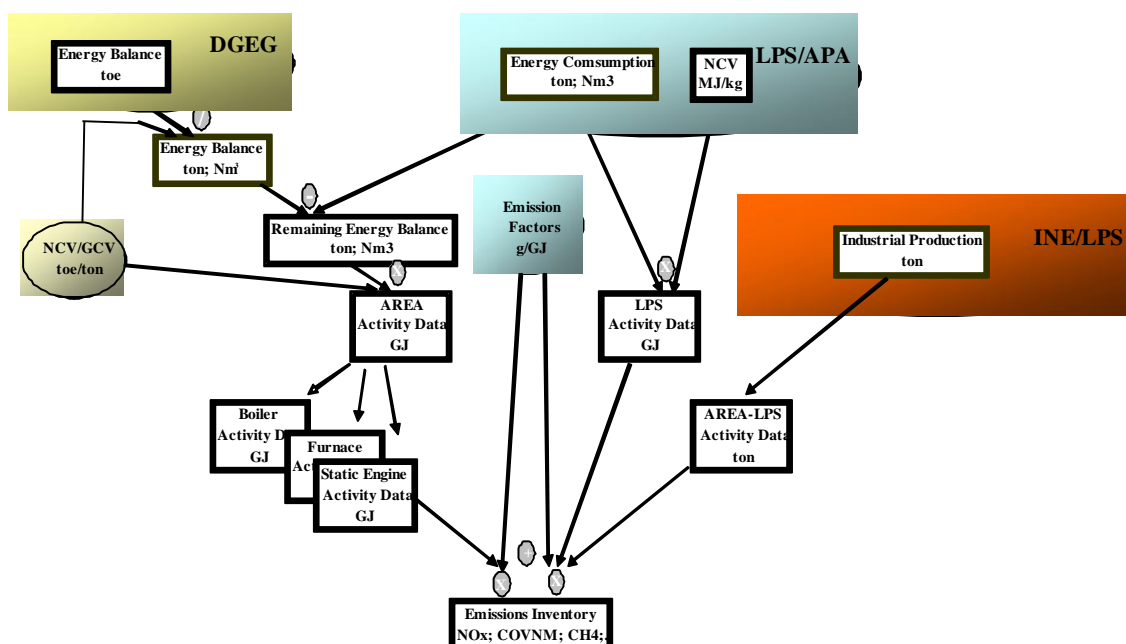 DGEG
Energy Balance
toe
LPS/APA
Energy Comsumption
ton; Nm3
NCV
MJ/kg
/
Energy Balance
ton; Nm³
-
Remaining Energy Balance
ton; Nm3
NCV/GCV
toe/ton
Emission
Factors
g/GJ
INE/LPS
Industrial Production
ton
X
X
AREA
Activity Data
GJ
LPS
Activity Data
GJ
Boiler
Activity D
GJ
Furnace
Act
Static Engine
Activity Data
GJ
AREA-LPS
Activity Data
ton
+
X
X
Emissions Inventory
NOx; COVNM; CH4;.